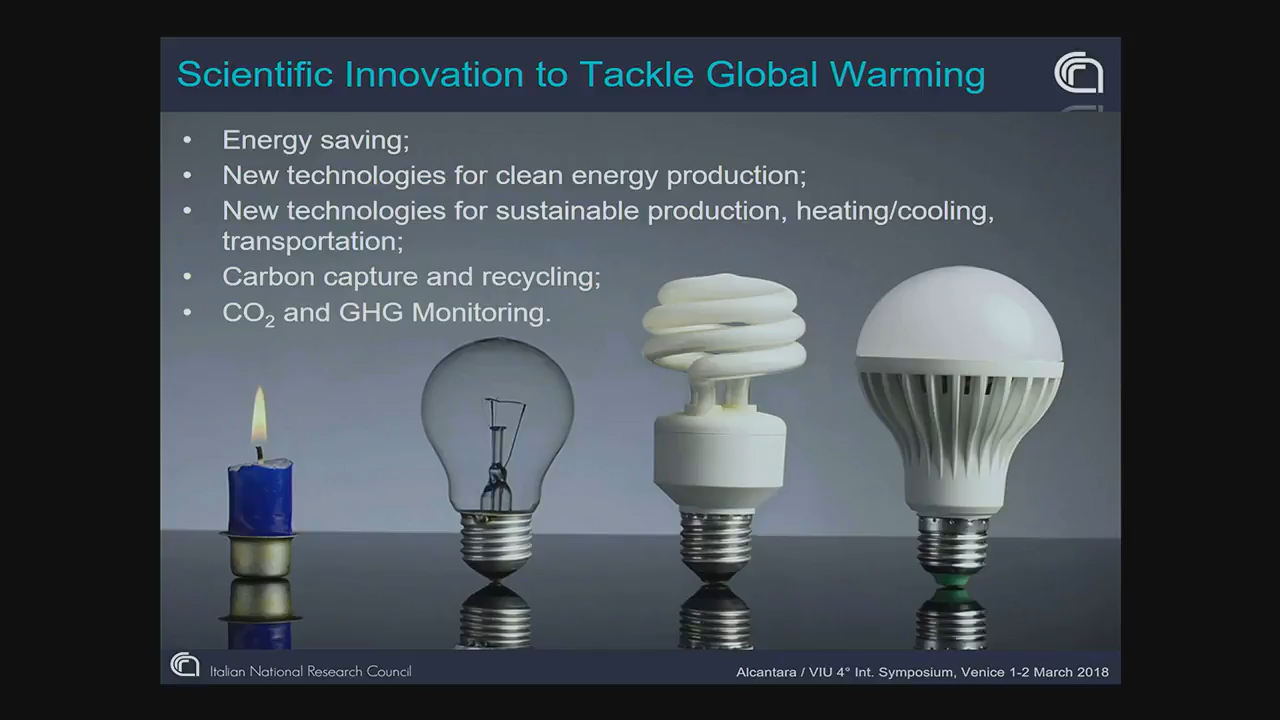 Scientific Innovation to Tackle Global Warming
• Energy saving;
• New technologies for clean energy production;
• New technologies for sustainable production, heating/cooling,
transportation;
• Carbon capture and recycling;
• CO₂ and GHG Monitoring.
Italian National Research Council
Alcantara / VIU 4° Int. Symposium, Venice 1-2 March 2018